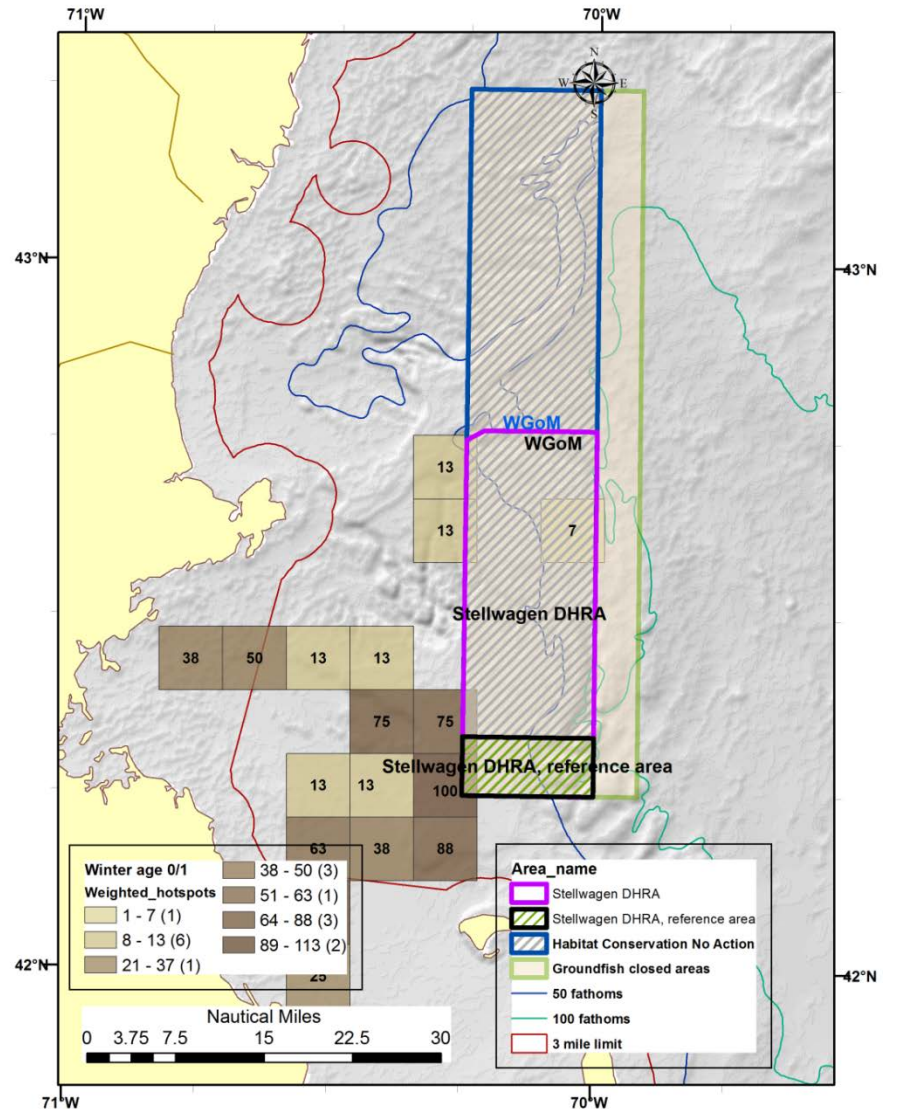 71°W 70°W
N
W E
S
43°N 43°N
WGoM
WGoM
13
13 7
Stellwagen DHRA
38 50 13 13
75 75
Stellwagen DHRA, reference area
13 13 100
63 38 88
Winter age 0/1
Weighted_hotspots
1 - 7 (1)
8 - 13 (6)
21 - 37 (1)
38 - 50 (3)
51 - 63 (1)
64 - 88 (3)
89 - 113 (2)
25
Area_name
Stellwagen DHRA
Stellwagen DHRA, reference area
Habitat Conservation No Action
Groundfish closed areas
50 fathoms
100 fathoms
3 mile limit
42°N 42°N
Nautical Miles
0 3.75 7.5 15 22.5 30
71°W 70°W